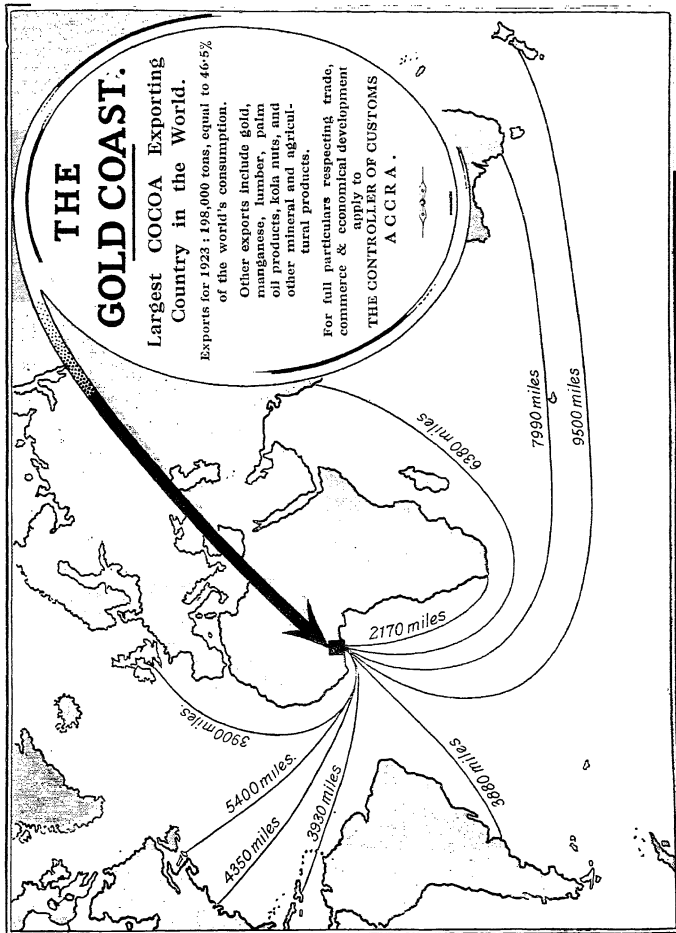 THE
GOLD COAST.
Largest COCOA Exporting
Country in the World.
Exports for 1923 : 198,000 tons, equal to 46·5%
of the world's consumption.
Other exports include gold,
manganese, lumber, palm
oil products, kola nuts, and
other mineral and agricul-
tural products.
For full particulars respecting trade,
commerce & economical development
apply to
THE CONTROLLER OF CUSTOMS
ACCRA.
3900 miles.
5400 miles.
4350 miles
3930 miles
3880 miles
2170 miles
6380 miles
7990 miles
9500 miles